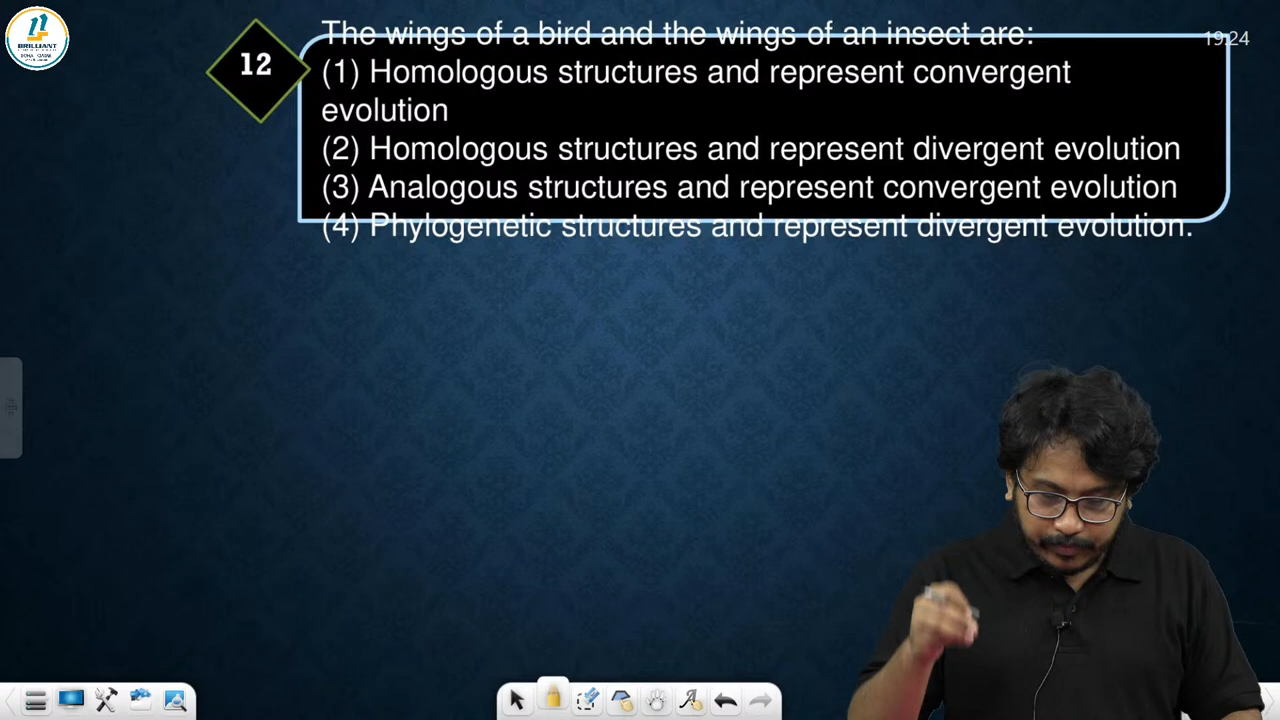 BRILLIANT
12
19:24
The wings of a bird and the wings of an insect are:
(1) Homologous structures and represent convergent
evolution
(2) Homologous structures and represent divergent evolution
(3) Analogous structures and represent convergent evolution
(4) Phylogenetic structures and represent divergent evolution.